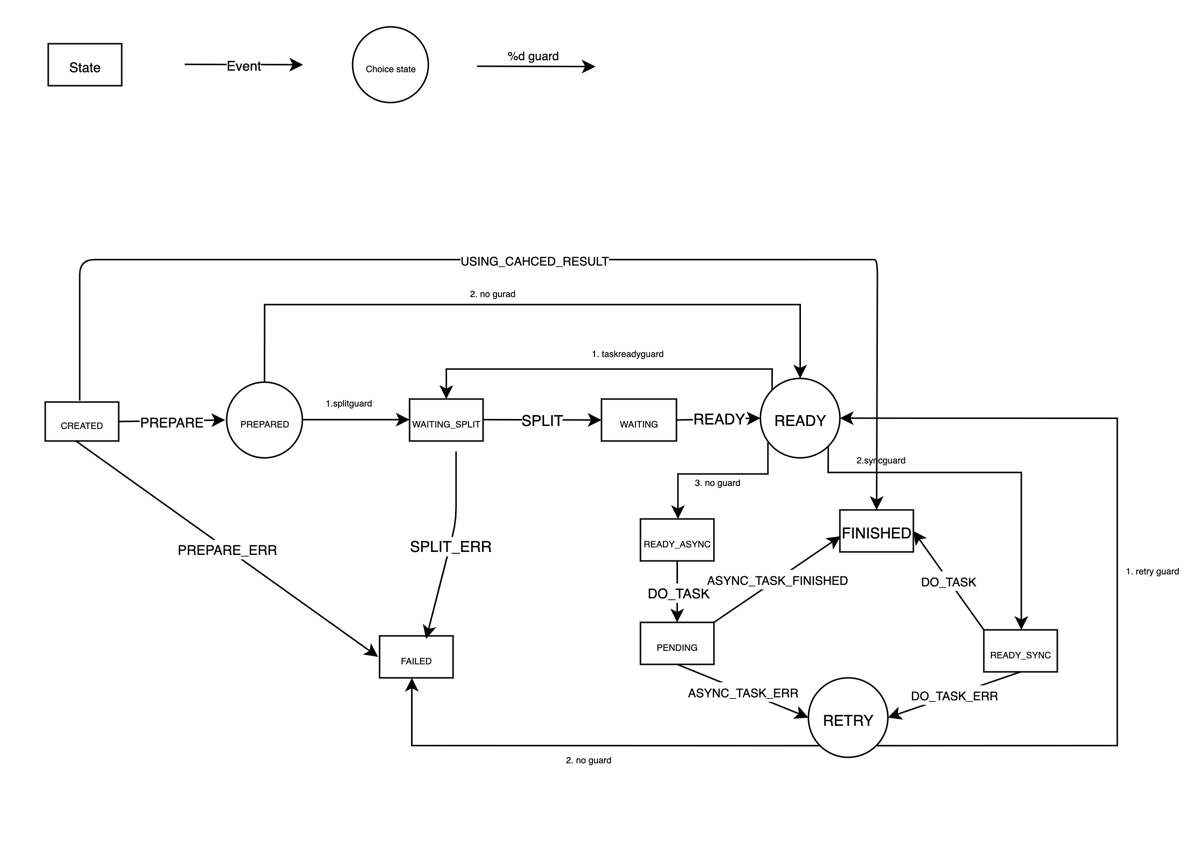 State
Event
Choice state
%d guard
USING_CAHCED_RESULT
2. no gurad
1. taskreadyguard
1.splitguard
CREATED
PREPARE
PREPARED
WAITING_SPLIT
SPLIT
WAITING
READY
READY
2.syncguard
3. no guard
FINISHED
READY_ASYNC
PREPARE_ERR
SPLIT_ERR
ASYNC_TASK_FINISHED
DO_TASK
DO_TASK
1. retry guard
PENDING
READY_SYNC
FAILED
ASYNC_TASK_ERR
DO_TASK_ERR
RETRY
2. no guard